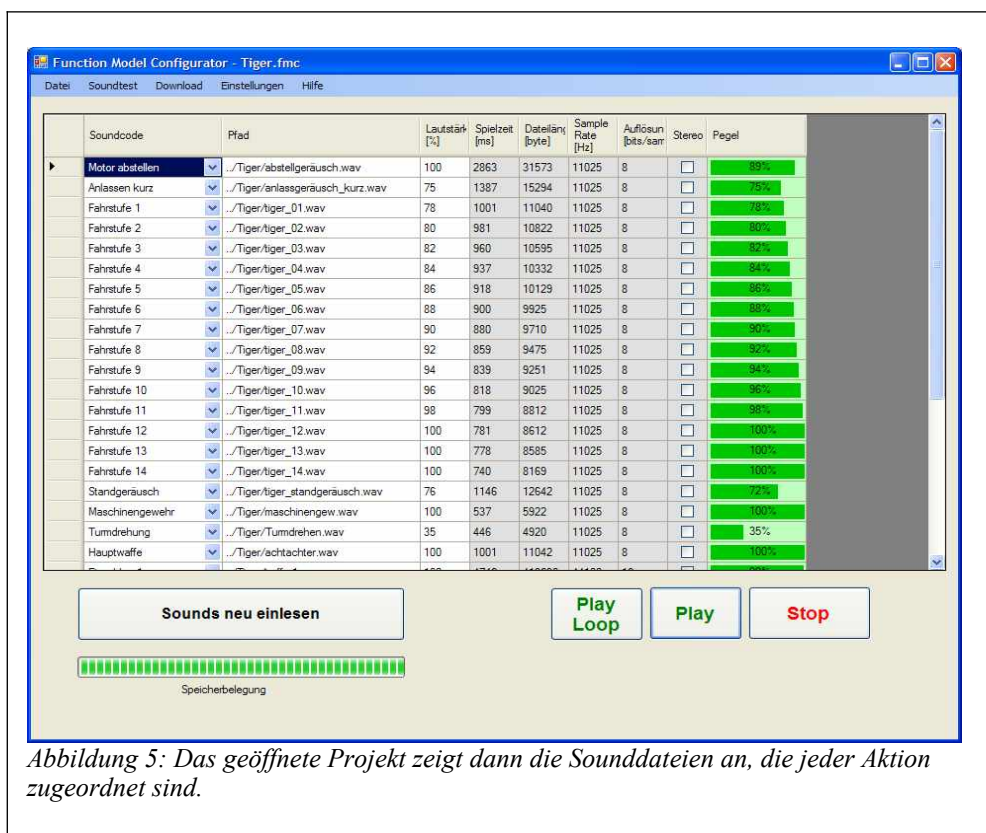 Function Model Configurator - Tiger.fmc
Datei Soundtest Download Einstellungen Hilfe
Soundcode Pfad Lautstärk [%] Spielzeit [ms] Dateiläng [byte] Sample Rate [Hz] Auflösun [bits/sam Stereo Pegel
Motor abstellen ../Tiger/abstellgeräusch.wav 100 2863 31573 11025 8 89%
Anlassen kurz ../Tiger/anlassgeräusch_kurz.wav 75 1387 15294 11025 8 75%
Fahrstufe 1 ../Tiger/tiger_01.wav 78 1001 11040 11025 8 78%
Fahrstufe 2 ../Tiger/tiger_02.wav 80 981 10822 11025 8 80%
Fahrstufe 3 ../Tiger/tiger_03.wav 82 960 10595 11025 8 82%
Fahrstufe 4 ../Tiger/tiger_04.wav 84 937 10332 11025 8 84%
Fahrstufe 5 ../Tiger/tiger_05.wav 86 918 10129 11025 8 86%
Fahrstufe 6 ../Tiger/tiger_06.wav 88 900 9925 11025 8 88%
Fahrstufe 7 ../Tiger/tiger_07.wav 90 880 9710 11025 8 90%
Fahrstufe 8 ../Tiger/tiger_08.wav 92 859 9475 11025 8 92%
Fahrstufe 9 ../Tiger/tiger_09.wav 94 839 9251 11025 8 94%
Fahrstufe 10 ../Tiger/tiger_10.wav 96 818 9025 11025 8 96%
Fahrstufe 11 ../Tiger/tiger_11.wav 98 799 8812 11025 8 98%
Fahrstufe 12 ../Tiger/tiger_12.wav 100 781 8612 11025 8 100%
Fahrstufe 13 ../Tiger/tiger_13.wav 100 778 8585 11025 8 100%
Fahrstufe 14 ../Tiger/tiger_14.wav 100 740 8169 11025 8 100%
Standgeräusch ../Tiger/tiger_standgeräusch.wav 76 1146 12642 11025 8 72%
Maschinengewehr ../Tiger/maschinengew.wav 100 537 5922 11025 8 100%
Turmdrehung ../Tiger/Turmdrehen.wav 35 446 4920 11025 8 35%
Hauptwaffe ../Tiger/achtachter.wav 100 1001 11042 11025 8 100%
Sounds neu einlesen
Play Loop Play Stop
Speicherbelegung
Abbildung 5: Das geöffnete Projekt zeigt dann die Sounddateien an, die jeder Aktion
zugeordnet sind.